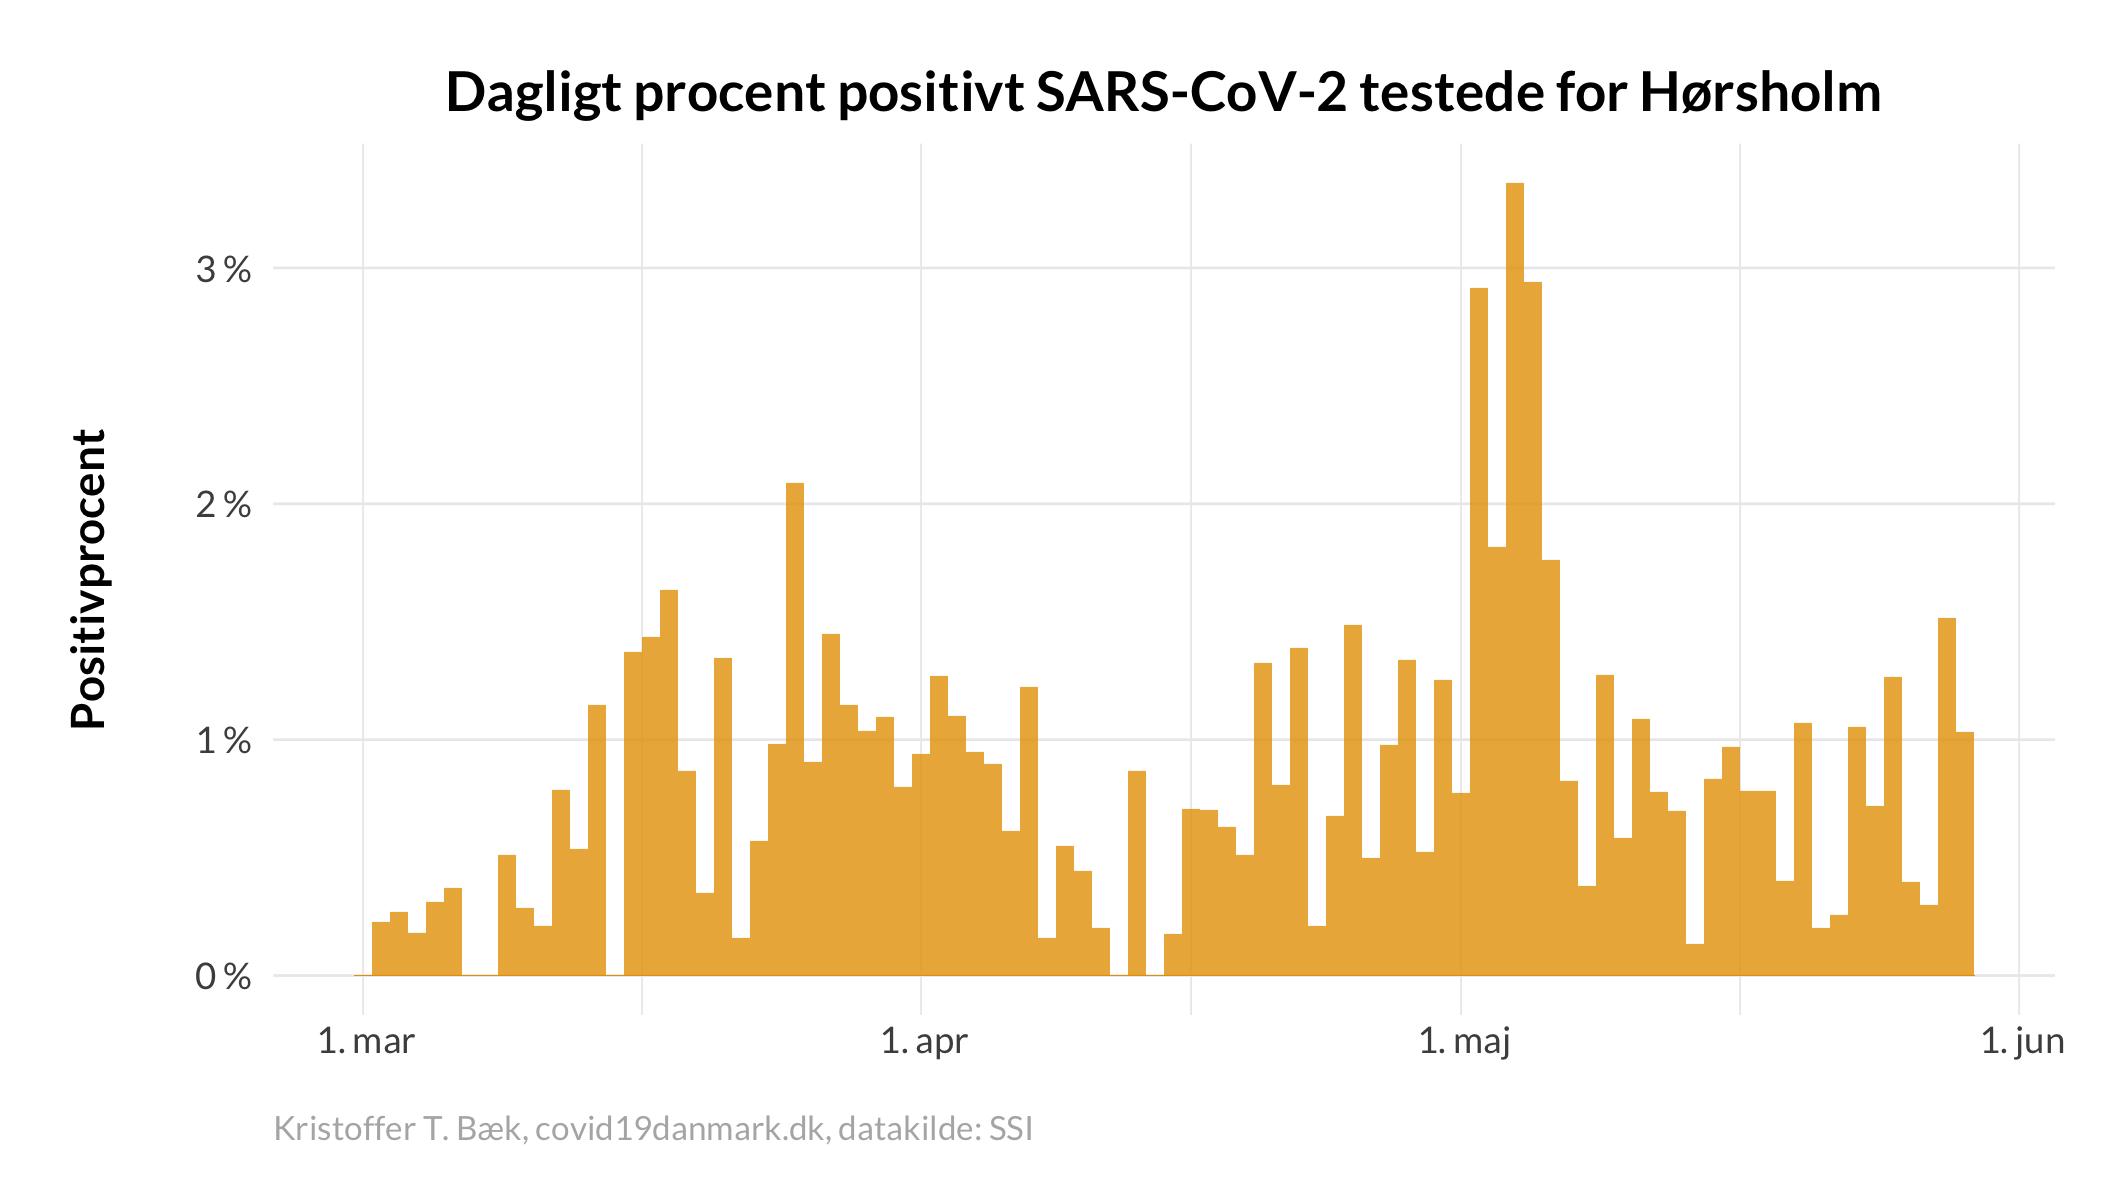 Dagligt procent positivt SARS-CoV-2 testede for Hørsholm
Positivprocent
3 %
2 %
1 %
0 %
1. mar
1. apr
1. maj
1. jun
Kristoffer T. Bæk, covid19danmark.dk, datakilde: SSI